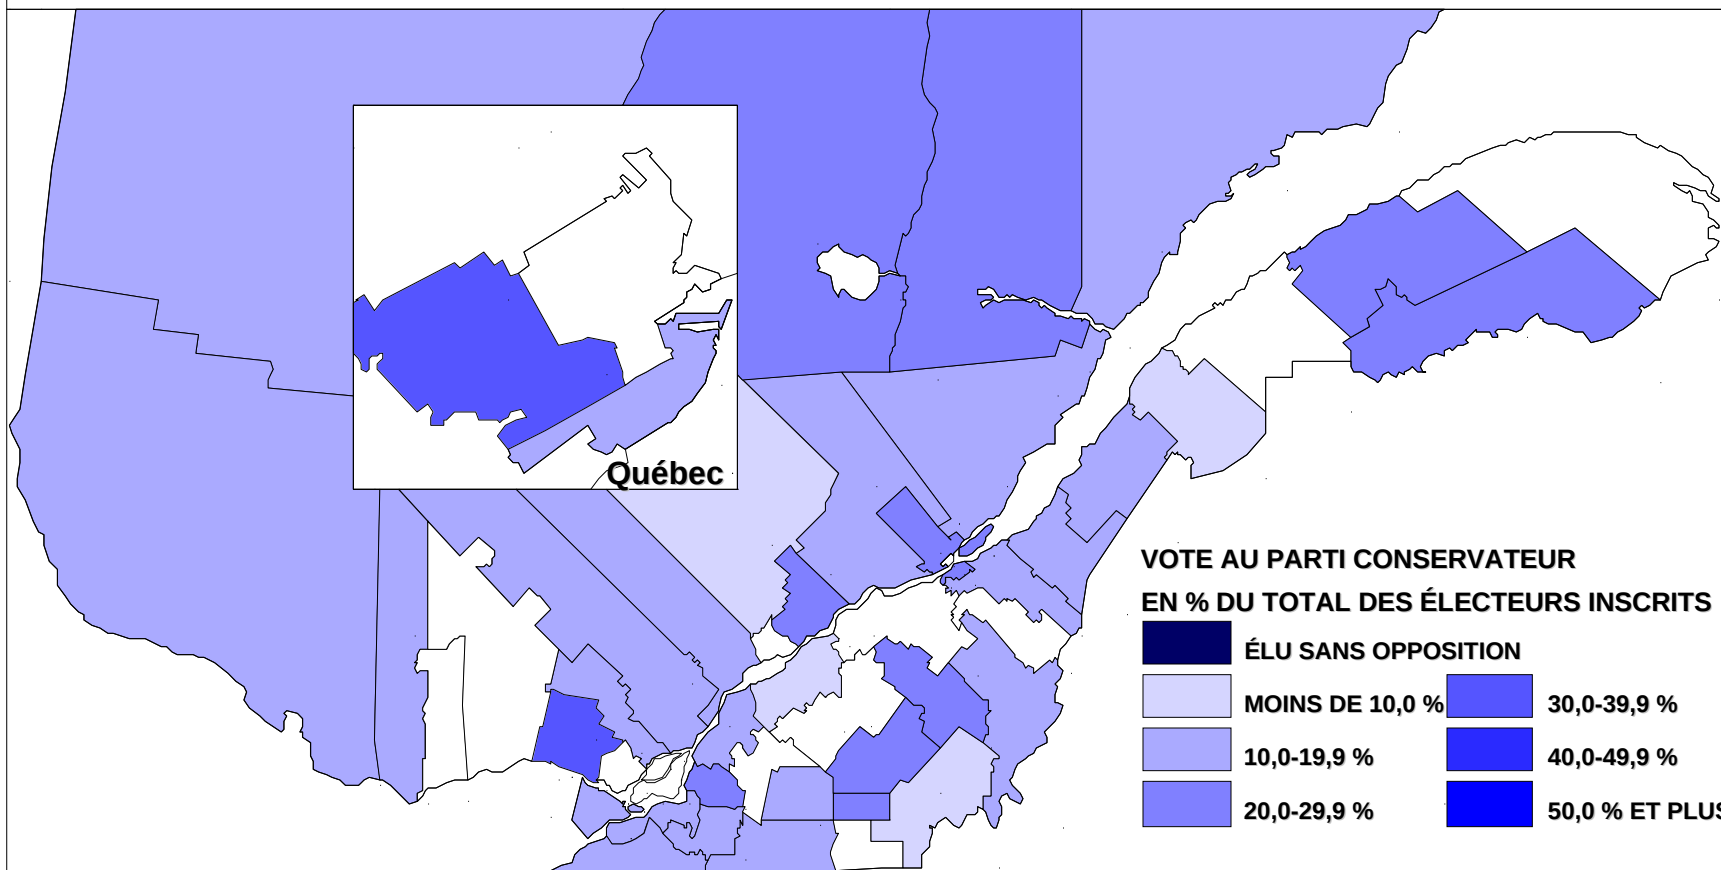 Québec
VOTE AU PARTI CONSERVATEUR
EN % DU TOTAL DES ÉLECTEURS INSCRITS
ÉLU SANS OPPOSITION
MOINS DE 10,0 %
30,0-39,9 %
10,0-19,9 %
40,0-49,9 %
20,0-29,9 %
50,0 % ET PLUS